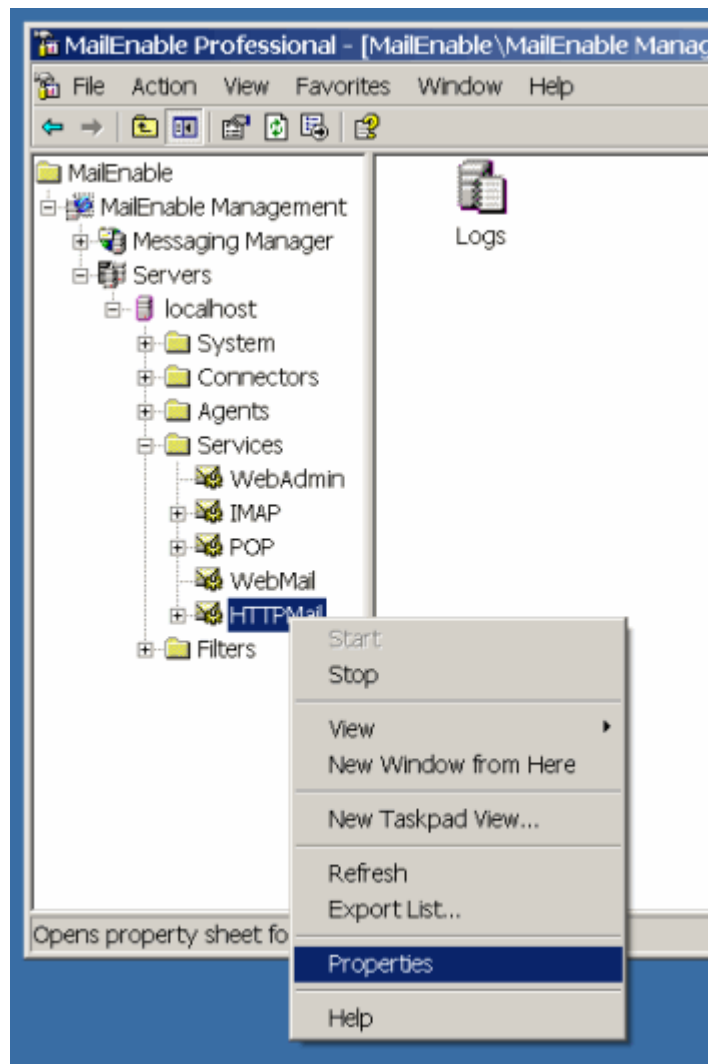 MailEnable Professional - [MailEnable\MailEnable Manag
File Action View Favorites Window Help
MailEnable
MailEnable Management
Messaging Manager
Servers
localhost
System
Connectors
Agents
Services
WebAdmin
IMAP
POP
WebMail
HTTPMail
Filters
Logs
Start
Stop
View
New Window from Here
New Taskpad View...
Refresh
Export List...
Properties
Help
Opens property sheet fo